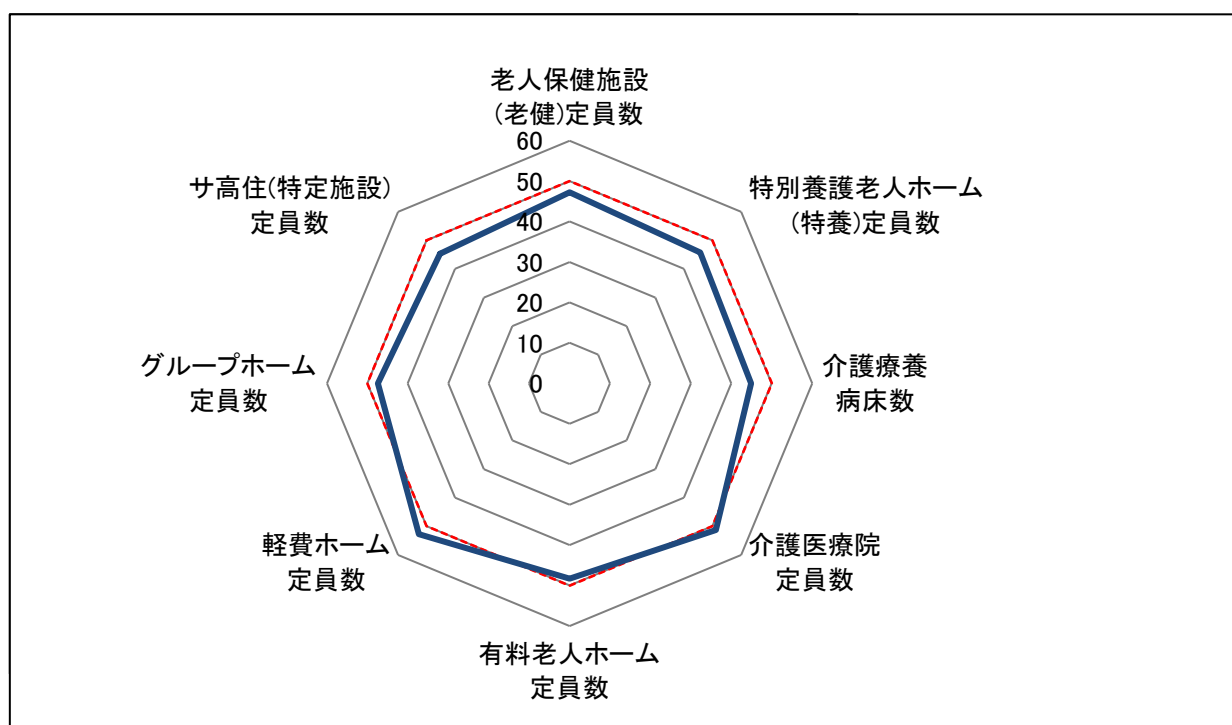 老人保健施設
(老健)定員数
特別養護老人ホーム
(特養)定員数
介護療養
病床数
介護医療院
定員数
有料老人ホーム
定員数
軽費ホーム
定員数
グループホーム
定員数
サ高住(特定施設)
定員数
60
50
40
30
20
10
0